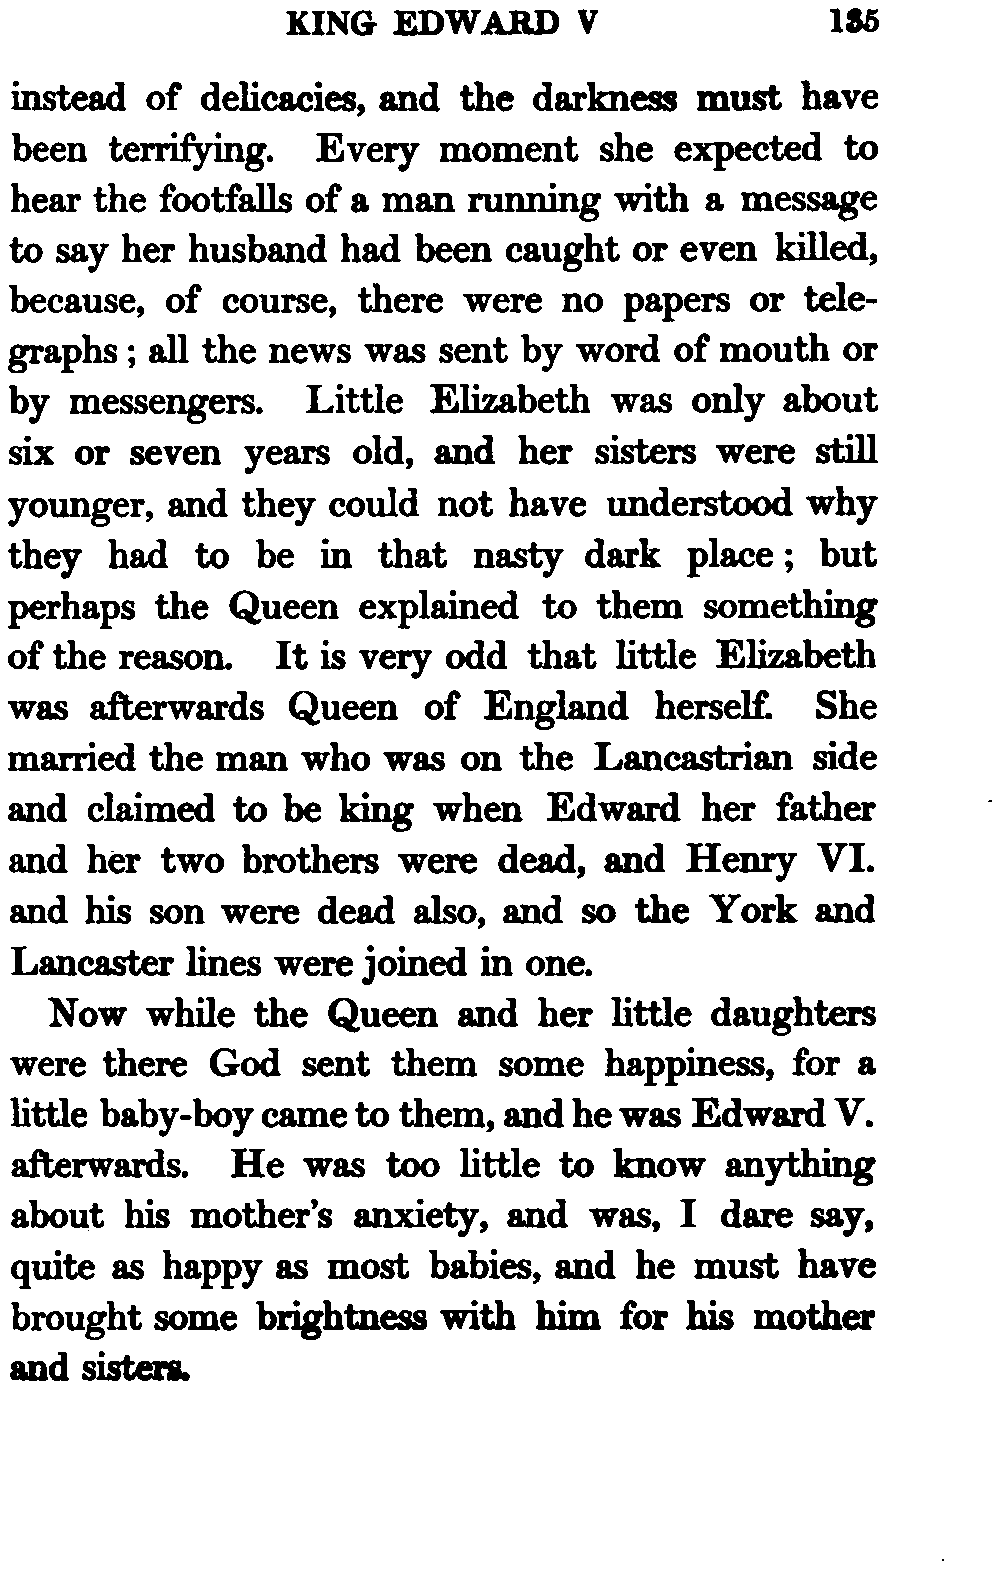 KING EDWARD V 135
instead of delicacies, and the darkness must have
been terrifying. Every moment she expected to
hear the footfalls of a man running with a message
to say her husband had been caught or even killed,
because, of course, there were no papers or tele-
graphs ; all the news was sent by word of mouth or
by messengers. Little Elizabeth was only about
six or seven years old, and her sisters were still
younger, and they could not have understood why
they had to be in that nasty dark place ; but
perhaps the Queen explained to them something
of the reason. It is very odd that little Elizabeth
was afterwards Queen of England herself. She
married the man who was on the Lancastrian side
and claimed to be king when Edward her father
and her two brothers were dead, and Henry VI.
and his son were dead also, and so the York and
Lancaster lines were joined in one.
Now while the Queen and her little daughters
were there God sent them some happiness, for a
little baby-boy came to them, and he was Edward V.
afterwards. He was too little to know anything
about his mother's anxiety, and was, I dare say,
quite as happy as most babies, and he must have
brought some brightness with him for his mother
and sisters.